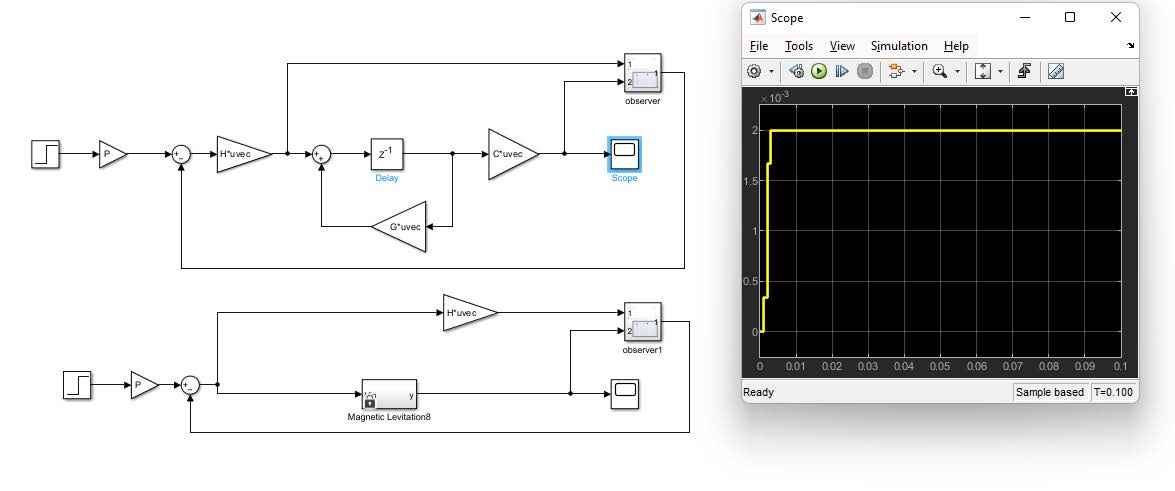 1
2
1
observer
P
+
−
H*uvec
+
+
z-1
Delay
C*uvec
Scope
G*uvec
H*uvec
1
2
1
observer1
P
+
−
y
Magnetic Levitation8
Scope
File Tools View Simulation Help
×10-3
2
1.5
1
0.5
0
0 0.01 0.02 0.03 0.04 0.05 0.06 0.07 0.08 0.09 0.1
Ready Sample based T=0.100